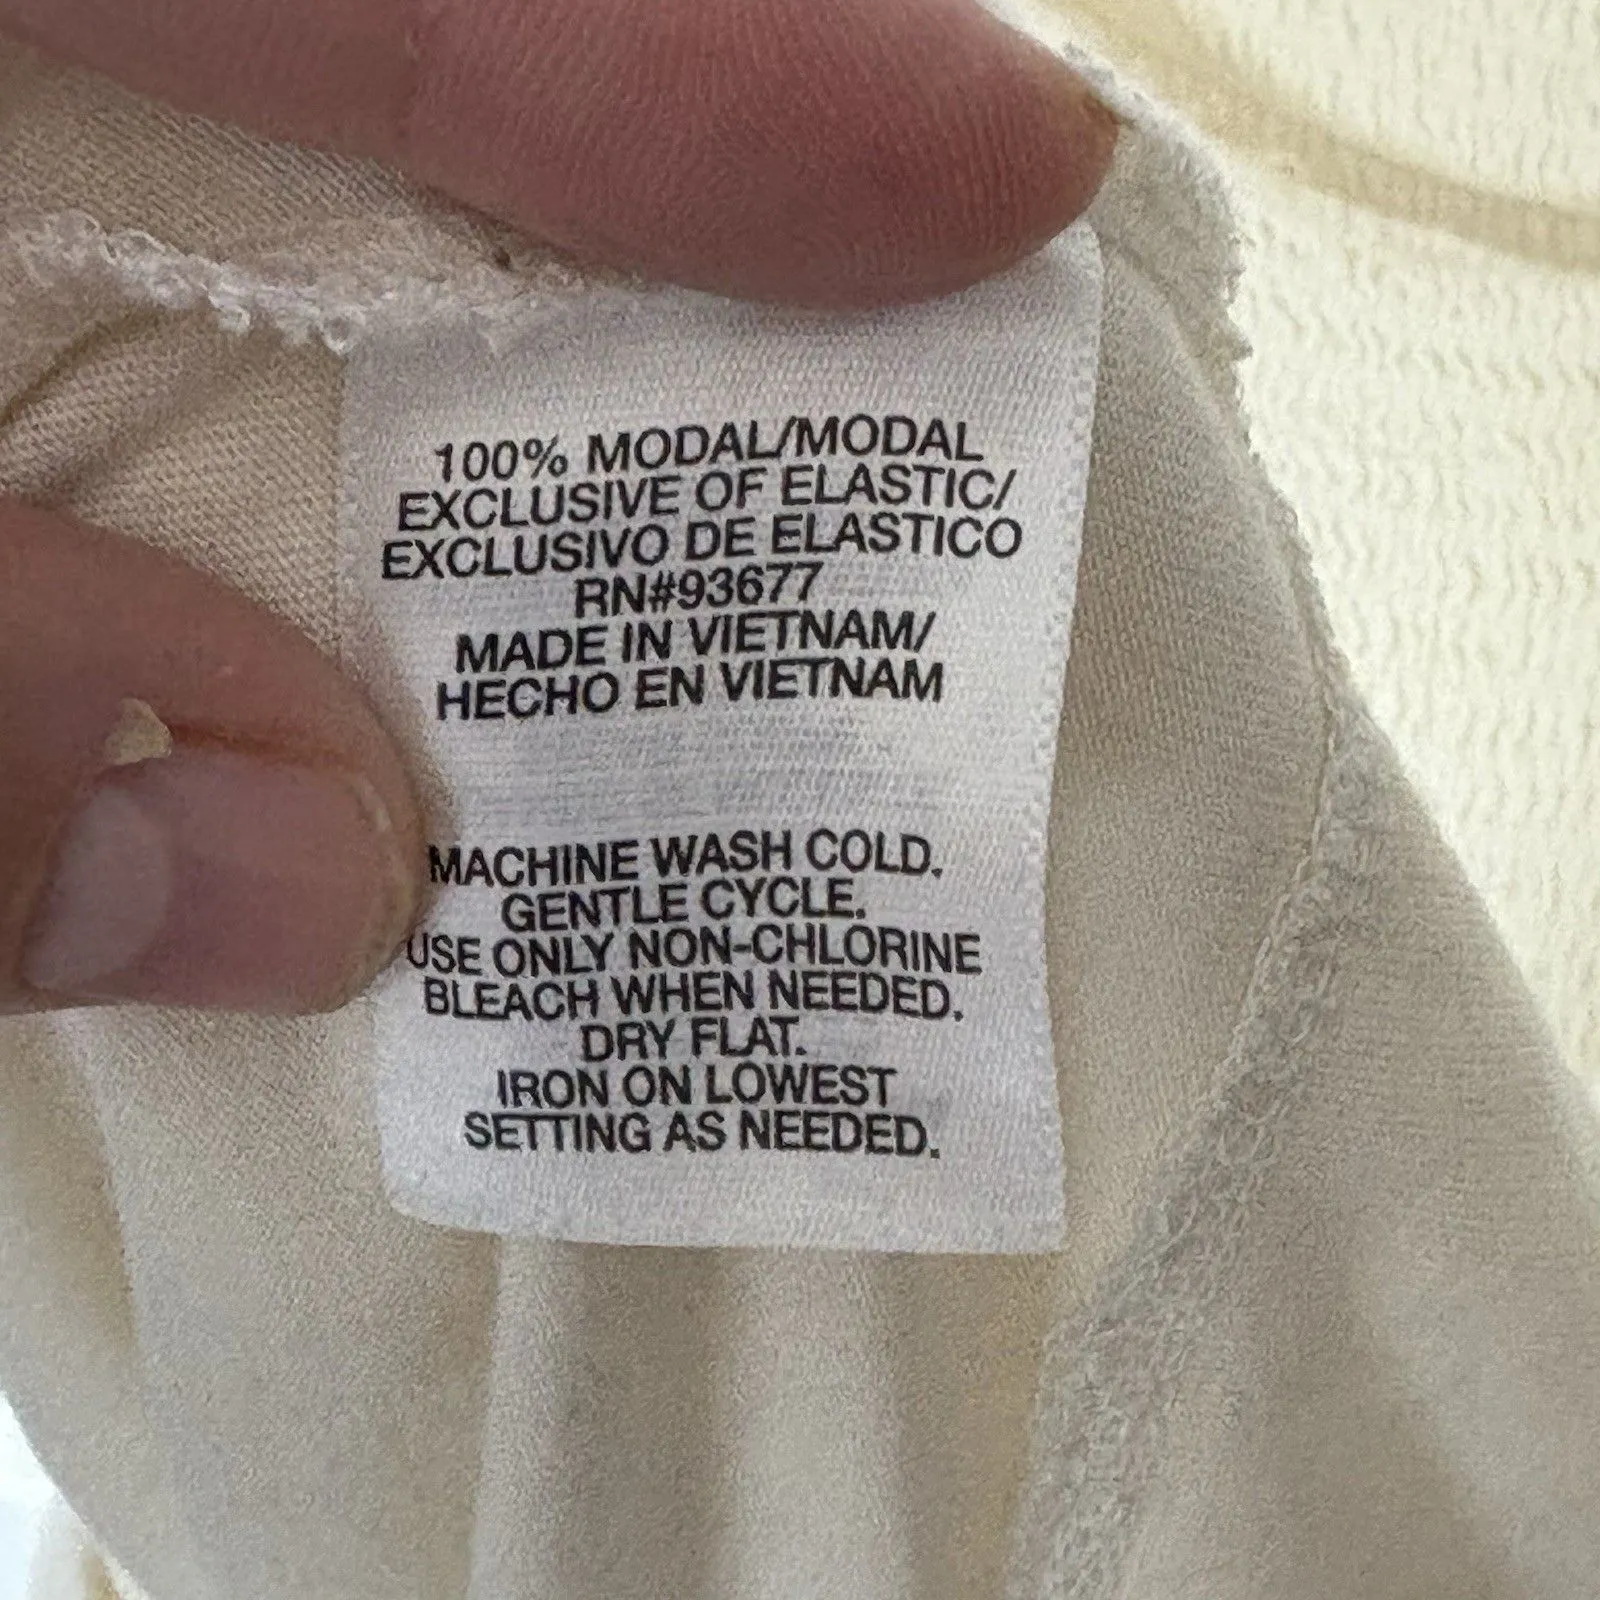 100% MODAL/MODAL
EXCLUSIVE OF ELASTIC/
EXCLUSIVO DE ELASTICO
RN#93677
MADE IN VIETNAM/
HECHO EN VIETNAM
MACHINE WASH COLD.
GENTLE CYCLE.
USE ONLY NON-CHLORINE
BLEACH WHEN NEEDED.
DRY FLAT.
IRON ON LOWEST
SETTING AS NEEDED.